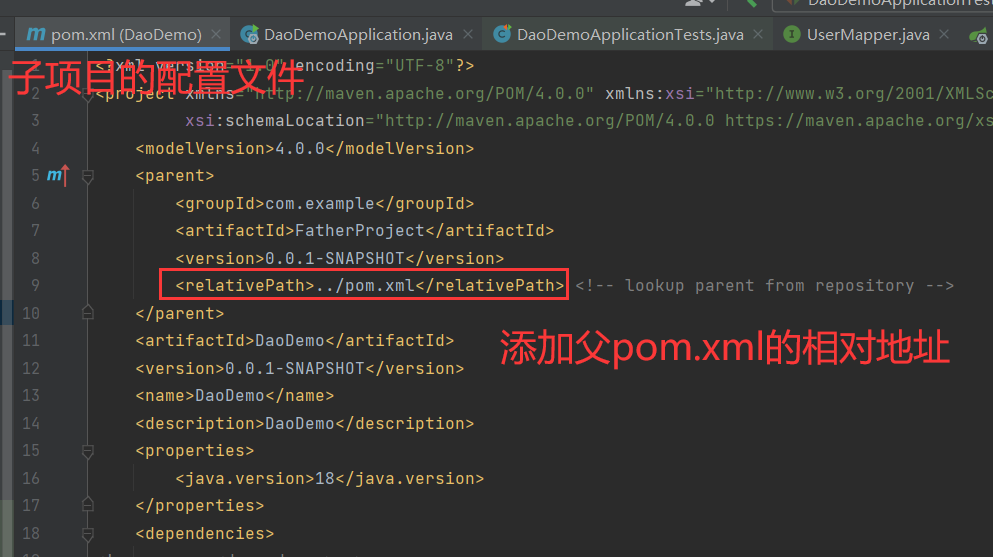 DaoDemoApplicationTest
pom.xml (DaoDemo) DaoDemoApplication.java DaoDemoApplicationTests.java UserMapper.java
子项目的配置文件
1 <?xml version="1.0" encoding="UTF-8"?>
2 <project xmlns="http://maven.apache.org/POM/4.0.0" xmlns:xsi="http://www.w3.org/2001/XMLSc
3 xsi:schemaLocation="http://maven.apache.org/POM/4.0.0 https://maven.apache.org/xs
4 <modelVersion>4.0.0</modelVersion>
5 <parent>
6 <groupId>com.example</groupId>
7 <artifactId>FatherProject</artifactId>
8 <version>0.0.1-SNAPSHOT</version>
9 <relativePath>../pom.xml</relativePath> <!-- lookup parent from repository -->
10 </parent>
添加父pom.xml的相对地址
11 <artifactId>DaoDemo</artifactId>
12 <version>0.0.1-SNAPSHOT</version>
13 <name>DaoDemo</name>
14 <description>DaoDemo</description>
15 <properties>
16 <java.version>18</java.version>
17 </properties>
18 <dependencies>